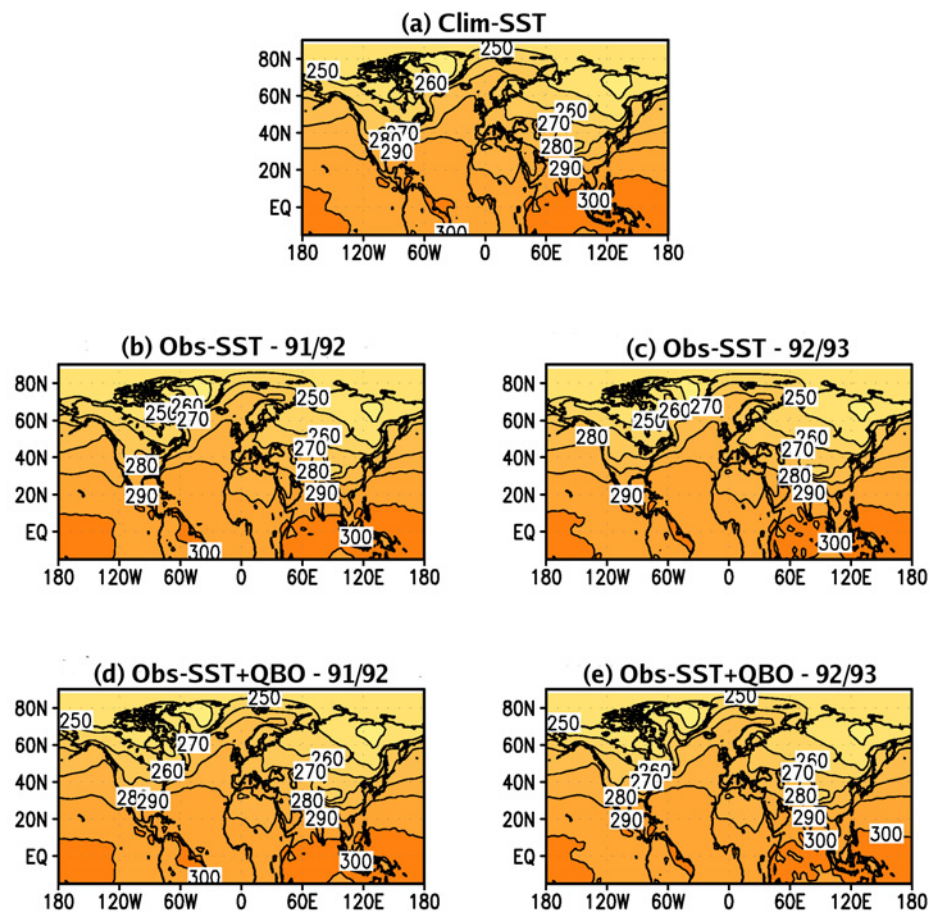 (a) Clim-SST
250
80N
250
260
60N
260
270
270
40N
280
280
290
290
20N
300
EQ
300
180 120W 60W 0 60E 120E 180
(b) Obs-SST - 91/92
80N
250
260
250
270
60N
260
270
40N
280
280
290
290
20N
EQ
300
300
180 120W 60W 0 60E 120E 180
(c) Obs-SST - 92/93
80N
250
260 270
250
60N
280
260
270
40N
280
290
290
20N
EQ
300
180 120W 60W 0 60E 120E 180
(d) Obs-SST+QBO - 91/92
250
80N
250
270
60N
260
260
270
40N
280
290
280
290
20N
EQ
300
300
180 120W 60W 0 60E 120E 180
(e) Obs-SST+QBO - 92/93
250
80N
250
60N
260
260
270
270
40N
280
280
290
290
20N
300
300
EQ
180 120W 60W 0 60E 120E 180